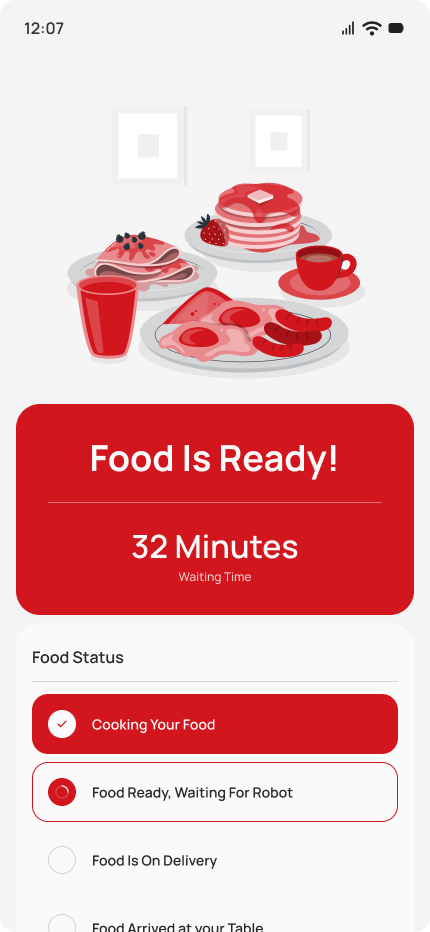 12:07
Food Is Ready!
32 Minutes
Waiting Time
Food Status
Cooking Your Food
Food Ready, Waiting For Robot
Food Is On Delivery
Food Arrived at your Table